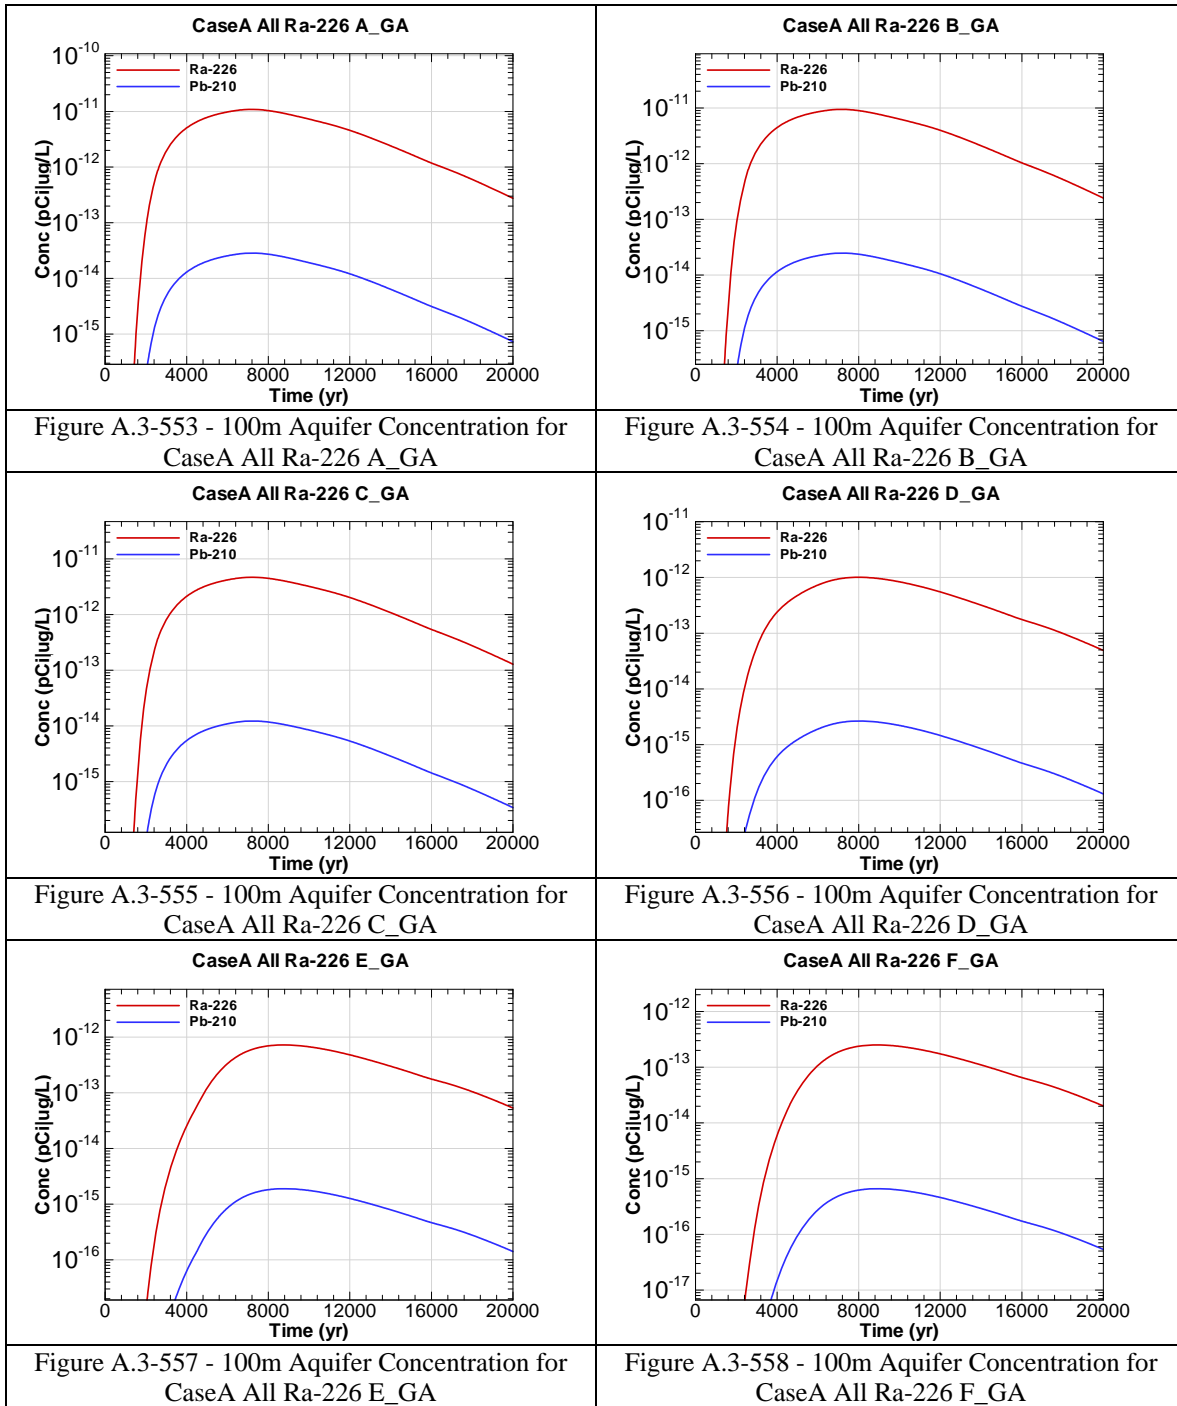 CaseA All Ra-226 A_GA
Ra-226
Pb-210
10^-10
10^-11
10^-12
10^-13
10^-14
10^-15
Conc (pCi|ug/L)
0 4000 8000 12000 16000 20000
Time (yr)
Figure A.3-553 - 100m Aquifer Concentration for
CaseA All Ra-226 A_GA
CaseA All Ra-226 B_GA
Ra-226
Pb-210
10^-11
10^-12
10^-13
10^-14
10^-15
Conc (pCi|ug/L)
0 4000 8000 12000 16000 20000
Time (yr)
Figure A.3-554 - 100m Aquifer Concentration for
CaseA All Ra-226 B_GA
CaseA All Ra-226 C_GA
Ra-226
Pb-210
10^-11
10^-12
10^-13
10^-14
10^-15
Conc (pCi|ug/L)
0 4000 8000 12000 16000 20000
Time (yr)
Figure A.3-555 - 100m Aquifer Concentration for
CaseA All Ra-226 C_GA
CaseA All Ra-226 D_GA
Ra-226
Pb-210
10^-11
10^-12
10^-13
10^-14
10^-15
10^-16
Conc (pCi|ug/L)
0 4000 8000 12000 16000 20000
Time (yr)
Figure A.3-556 - 100m Aquifer Concentration for
CaseA All Ra-226 D_GA
CaseA All Ra-226 E_GA
Ra-226
Pb-210
10^-12
10^-13
10^-14
10^-15
10^-16
Conc (pCi|ug/L)
0 4000 8000 12000 16000 20000
Time (yr)
Figure A.3-557 - 100m Aquifer Concentration for
CaseA All Ra-226 E_GA
CaseA All Ra-226 F_GA
Ra-226
Pb-210
10^-12
10^-13
10^-14
10^-15
10^-16
10^-17
Conc (pCi|ug/L)
0 4000 8000 12000 16000 20000
Time (yr)
Figure A.3-558 - 100m Aquifer Concentration for
CaseA All Ra-226 F_GA